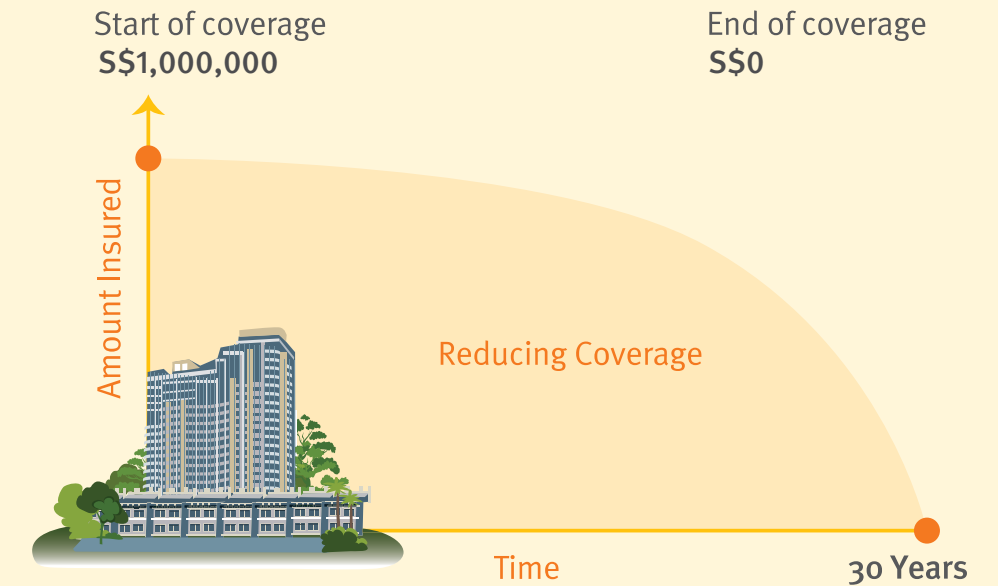 Start of coverage
S$1,000,000
End of coverage
S$0
Amount Insured
Reducing Coverage
Time
30 Years